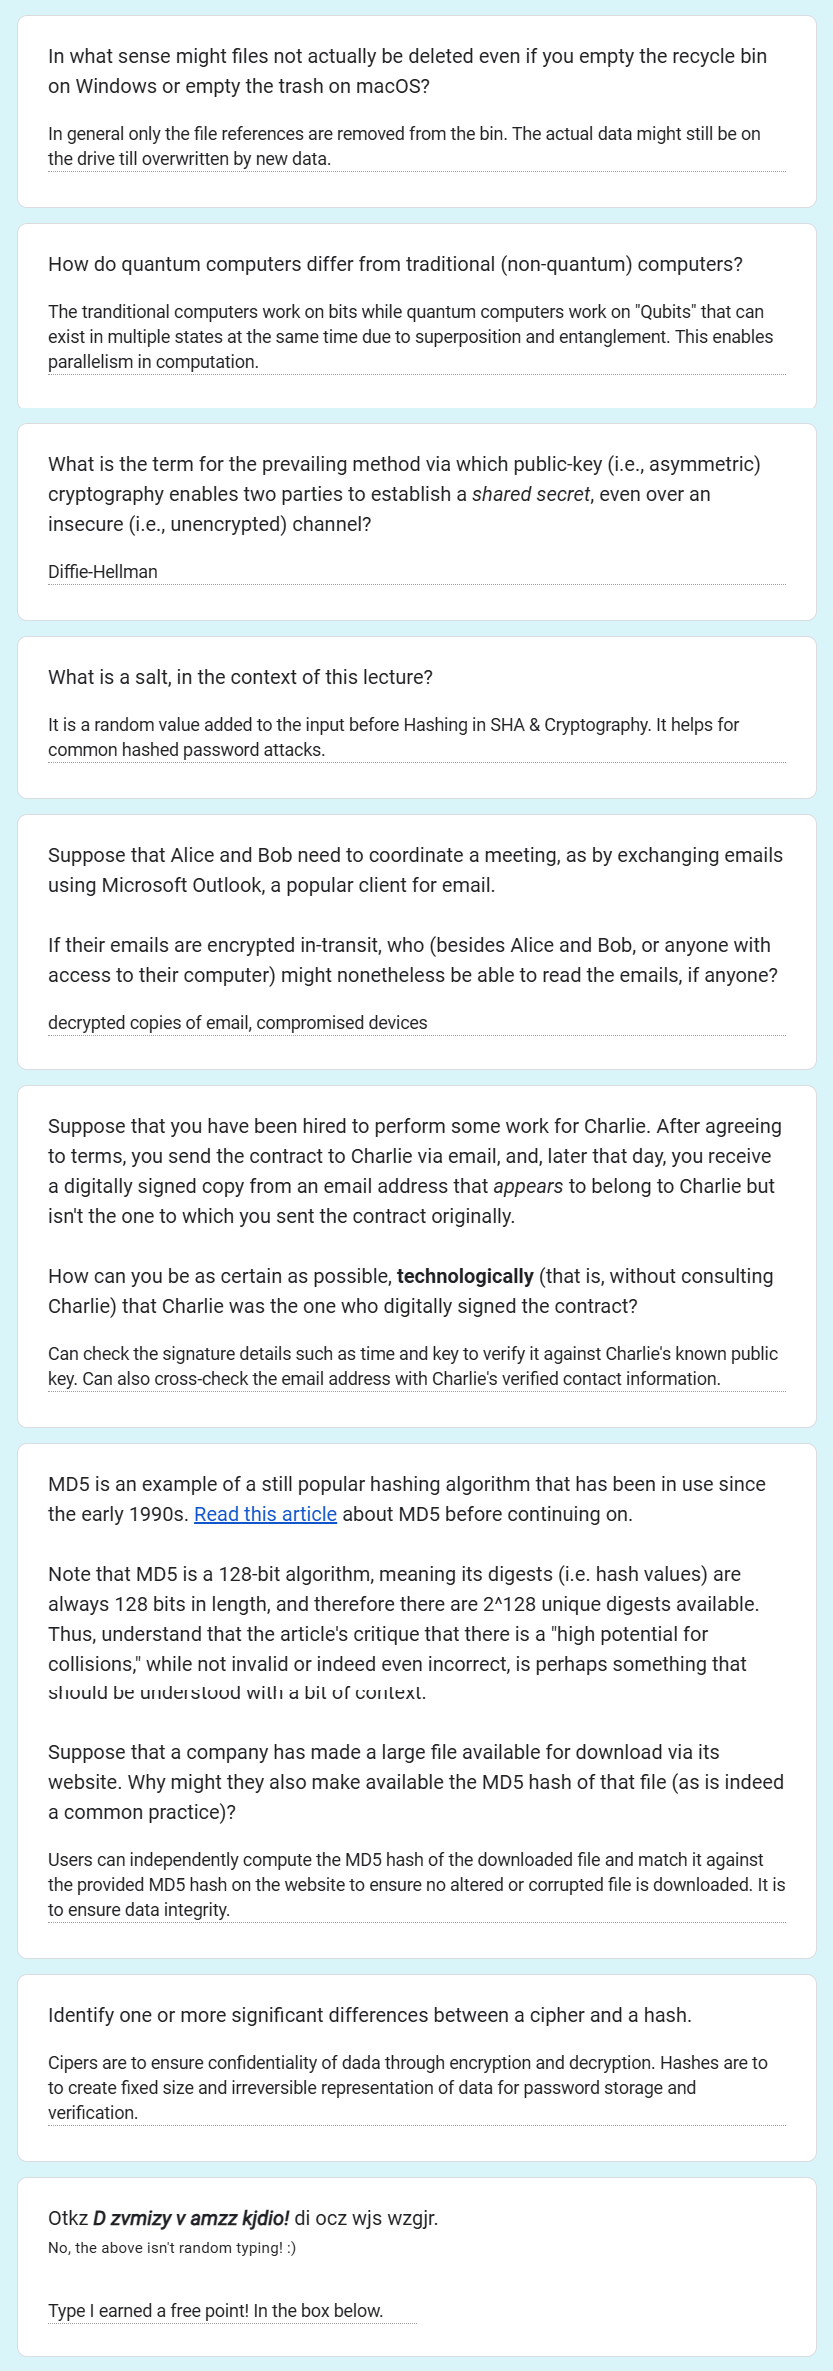 In what sense might files not actually be deleted even if you empty the recycle bin
on Windows or empty the trash on macOS?
In general only the file references are removed from the bin. The actual data might still be on
the drive till overwritten by new data.
How do quantum computers differ from traditional (non-quantum) computers?
The tranditional computers work on bits while quantum computers work on "Qubits" that can
exist in multiple states at the same time due to superposition and entanglement. This enables
parallelism in computation.
What is the term for the prevailing method via which public-key (i.e., asymmetric)
cryptography enables two parties to establish a shared secret, even over an
insecure (i.e., unencrypted) channel?
Diffie-Hellman
What is a salt, in the context of this lecture?
It is a random value added to the input before Hashing in SHA & Cryptography. It helps for
common hashed password attacks.
Suppose that Alice and Bob need to coordinate a meeting, as by exchanging emails
using Microsoft Outlook, a popular client for email.
If their emails are encrypted in-transit, who (besides Alice and Bob, or anyone with
access to their computer) might nonetheless be able to read the emails, if anyone?
decrypted copies of email, compromised devices
Suppose that you have been hired to perform some work for Charlie. After agreeing
to terms, you send the contract to Charlie via email, and, later that day, you receive
a digitally signed copy from an email address that appears to belong to Charlie but
isn't the one to which you sent the contract originally.
How can you be as certain as possible, technologically (that is, without consulting
Charlie) that Charlie was the one who digitally signed the contract?
Can check the signature details such as time and key to verify it against Charlie's known public
key. Can also cross-check the email address with Charlie's verified contact information.
MD5 is an example of a still popular hashing algorithm that has been in use since
the early 1990s. Read this article about MD5 before continuing on.
Note that MD5 is a 128-bit algorithm, meaning its digests (i.e. hash values) are
always 128 bits in length, and therefore there are 2^128 unique digests available.
Thus, understand that the article's critique that there is a "high potential for
collisions," while not invalid or indeed even incorrect, is perhaps something that
should be understood with a bit of context.
Suppose that a company has made a large file available for download via its
website. Why might they also make available the MD5 hash of that file (as is indeed
a common practice)?
Users can independently compute the MD5 hash of the downloaded file and match it against
the provided MD5 hash on the website to ensure no altered or corrupted file is downloaded. It is
to ensure data integrity.
Identify one or more significant differences between a cipher and a hash.
Cipers are to ensure confidentiality of dada through encryption and decryption. Hashes are to
to create fixed size and irreversible representation of data for password storage and
verification.
Otkz D zvmizy v amzz kjdio! di ocz wjs wzgjr.
No, the above isn't random typing! :)
Type I earned a free point! In the box below.